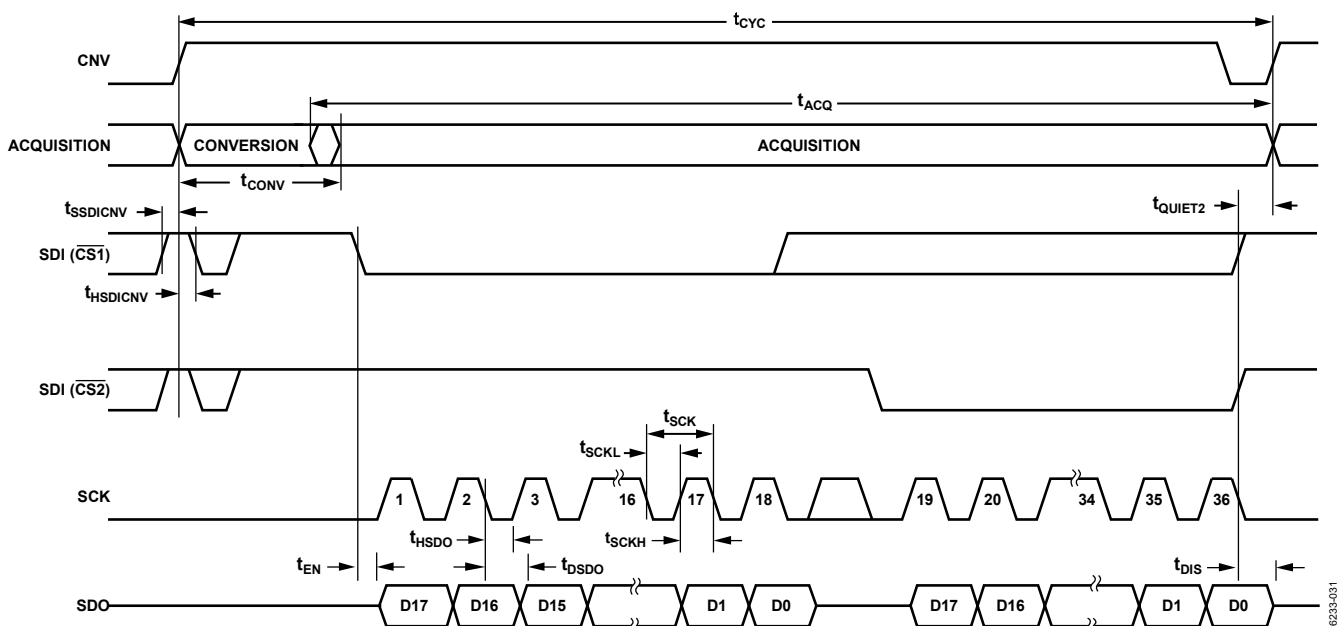 tCYC
CNV
tACQ
ACQUISITION
CONVERSION
ACQUISITION
tCONV
tSSDICNV
tQUIET2
SDI (CS1)
tHSDICNV
SDI (CS2)
tSCK
tSCKL
SCK
1 2 3 16 17 18 19 20 34 35 36
tHSDO
tSCKH
tEN
tDSDO
tDIS
SDO
D17 D16 D15 D1 D0 D17 D16 D1 D0
6233-031